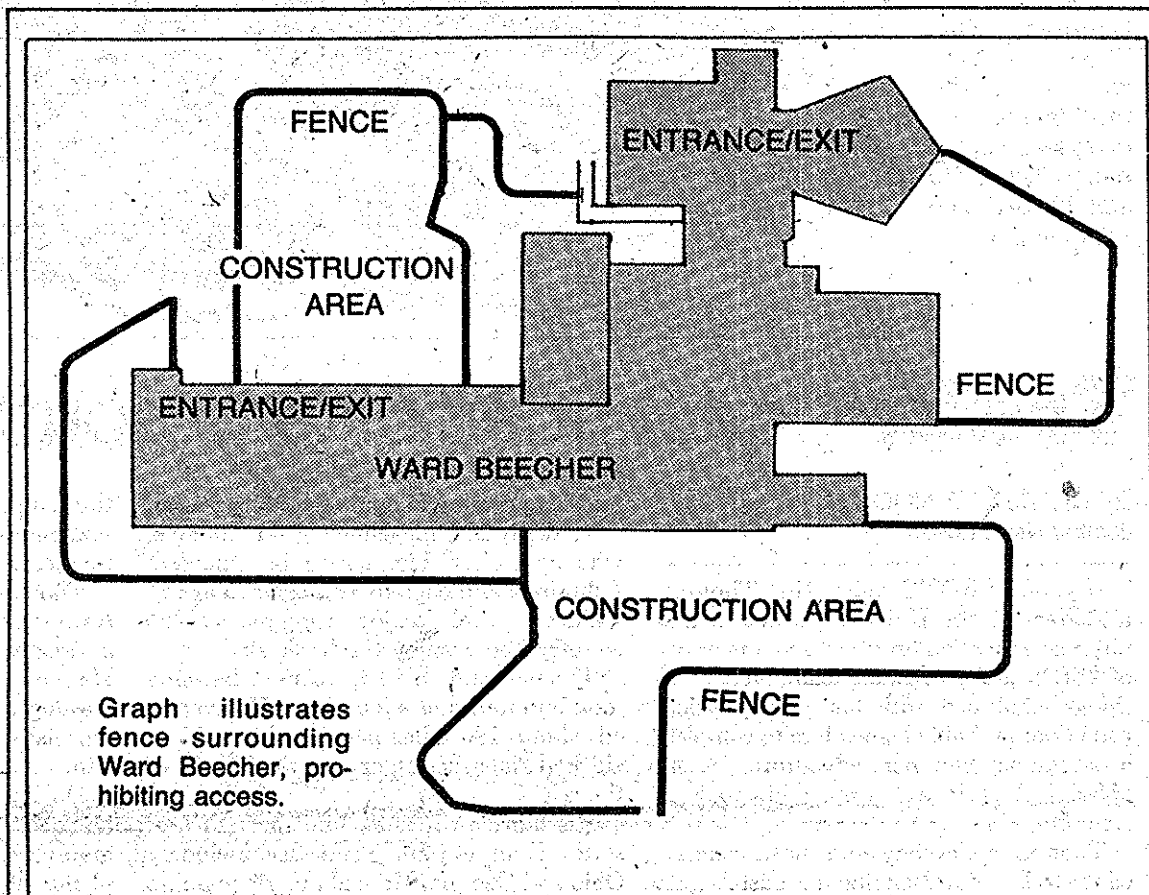 FENCE
ENTRANCE/EXIT
CONSTRUCTION
AREA
FENCE
ENTRANCE/EXIT
WARD BEECHER
CONSTRUCTION AREA
FENCE
Graph illustrates
fence surrounding
Ward Beecher, pro-
hibiting access.